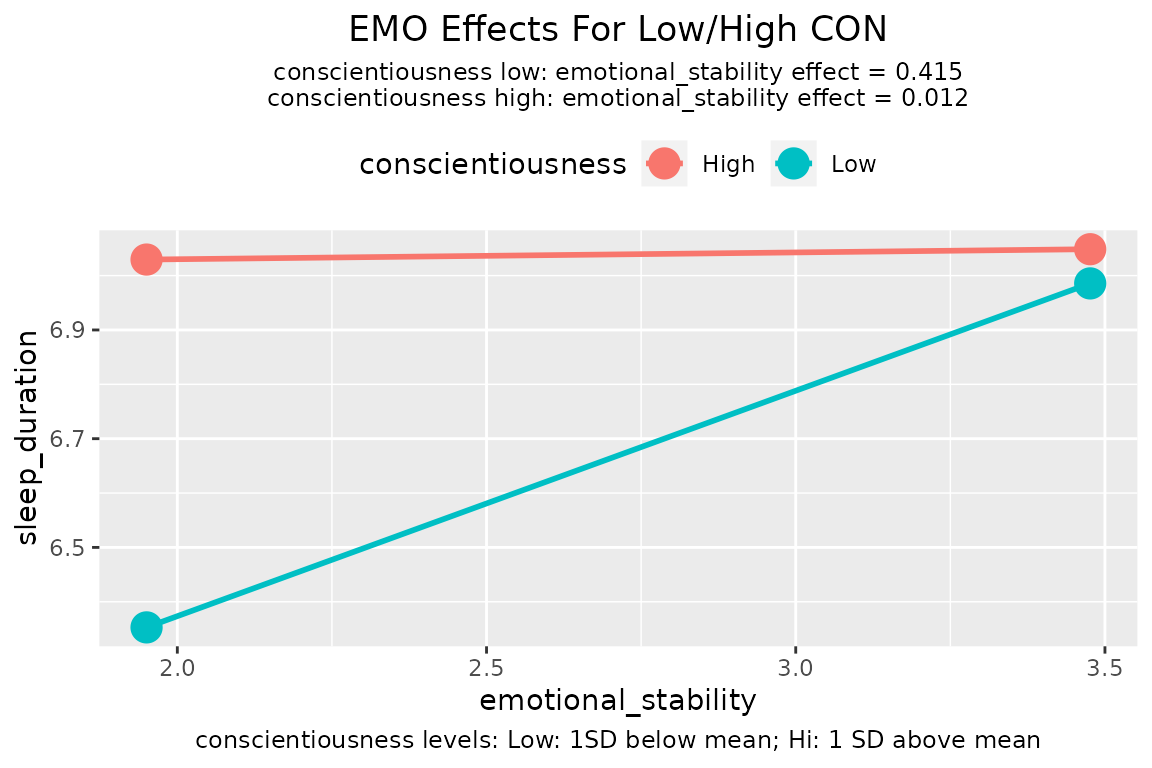 EMO Effects For Low/High CON
conscientiousness low: emotional_stability effect = 0.415
conscientiousness high: emotional_stability effect = 0.012
conscientiousness High Low
sleep_duration
6.9
6.7
6.5
2.0 2.5 3.0 3.5
emotional_stability
conscientiousness levels: Low: 1SD below mean; Hi: 1 SD above mean